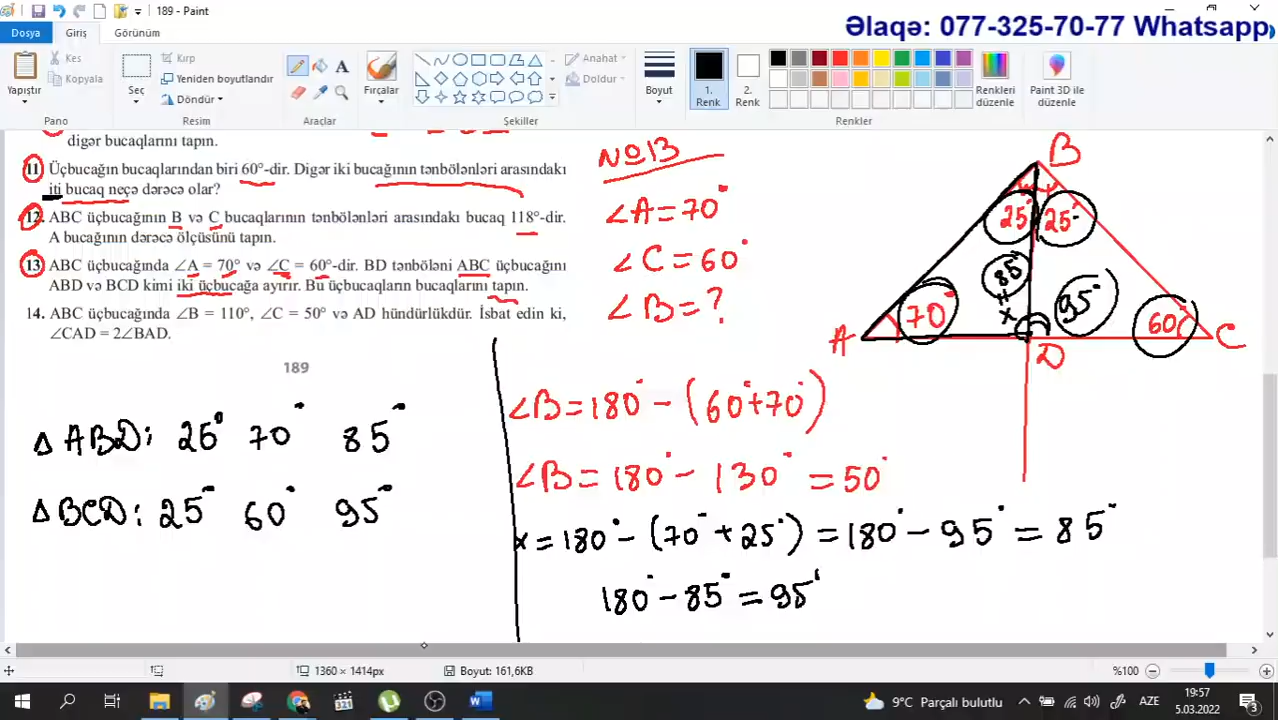 189 - Paint
Əlaqə: 077-325-70-77 Whatsapp
Dosya Giriş Görünüm
Yapıştır
Kes
Kopyala
Pano
Seç
Kırp
Yeniden boyutlandır
Döndür
Resim
A
Araçlar
Fırçalar
Anahat
Doldur
Şekiller
Boyut
1. Renk
2. Renk
Renkler
Renkleri düzenle
Paint 3D ile düzenle
digər bucaqlarını tapın.
11. Üçbucağın bucaqlarından biri 60°-dir. Digər iki bucağının tənbölənləri arasındakı
iti bucaq neçə dərəcə olar?
12. ABC üçbucağının B və C bucaqlarının tənbölənləri arasındakı bucaq 118°-dir.
A bucağının dərəcə ölçüsünü tapın.
13. ABC üçbucağında ∠A = 70° və ∠C = 60°-dir. BD tənböləni ABC üçbucağını
ABD və BCD kimi iki üçbucağa ayırır. Bu üçbucaqların bucaqlarını tapın.
14. ABC üçbucağında ∠B = 110°, ∠C = 50° və AD hündürlükdür. İsbat edin ki,
∠CAD = 2∠BAD.
189
№13
∠A=70°
∠C=60°
∠B=?
B
25° 25°
85°
=
x
95°
70°
60°
A
D
C
∠B=180°-(60°+70°)
∠B=180°-130°=50°
x=180°-(70°+25°)=180°-95°=85°
180°-85°=95°
Δ ABD: 25° 70° 85°
Δ BCD: 25° 60° 95°
1360 × 1414px
Boyut: 161,6KB
%100
9°C Parçalı bulutlu
AZE
19:57
5.03.2022
3